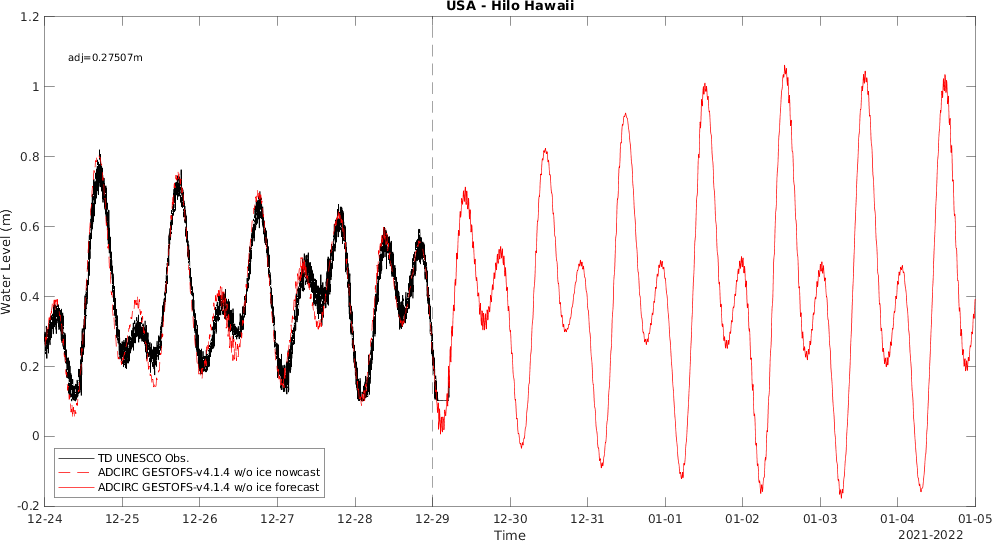 USA - Hilo Hawaii
adj=0.27507m
Water Level (m)
1.2
1
0.8
0.6
0.4
0.2
0
-0.2
TD UNESCO Obs.
ADCIRC GESTOFS-v4.1.4 w/o ice nowcast
ADCIRC GESTOFS-v4.1.4 w/o ice forecast
12-24 12-25 12-26 12-27 12-28 12-29 12-30 12-31 01-01 01-02 01-03 01-04 01-05
Time
2021-2022